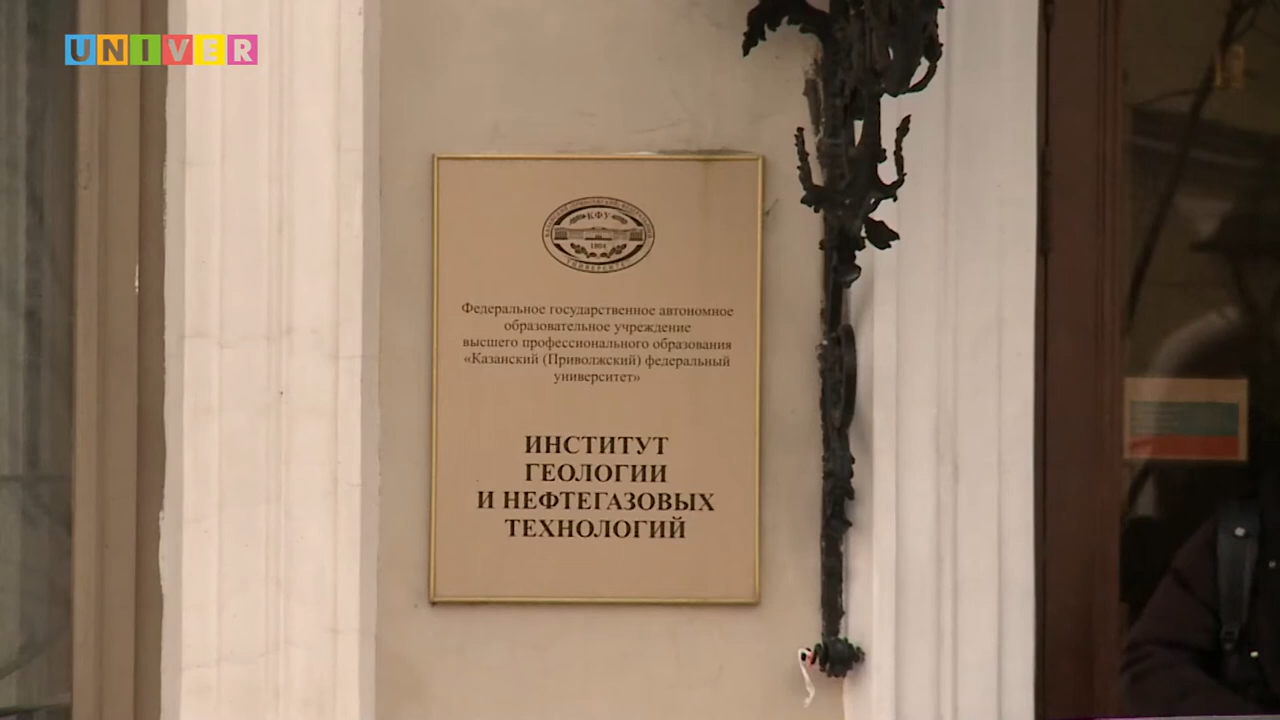 UNIVER
КФУ
1804
Федеральное государственное автономное
образовательное учреждение
высшего профессионального образования
«Казанский (Приволжский) федеральный
университет»
ИНСТИТУТ
ГЕОЛОГИИ
И НЕФТЕГАЗОВЫХ
ТЕХНОЛОГИЙ